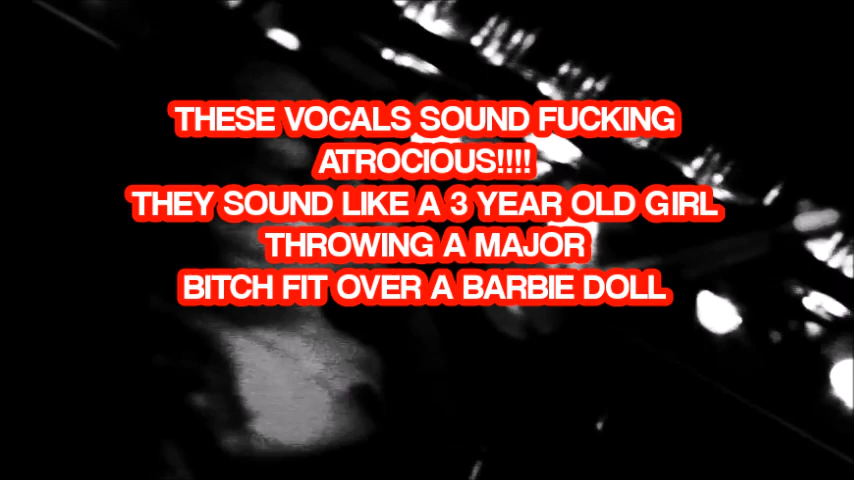 THESE VOCALS SOUND FUCKING
ATROCIOUS!!!!
THEY SOUND LIKE A 3 YEAR OLD GIRL
THROWING A MAJOR
BITCH FIT OVER A BARBIE DOLL